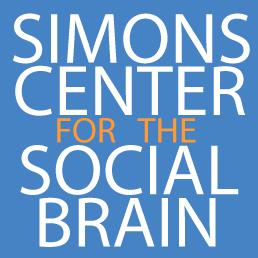 SIMONS
CENTER
FOR THE
SOCIAL
BRAIN